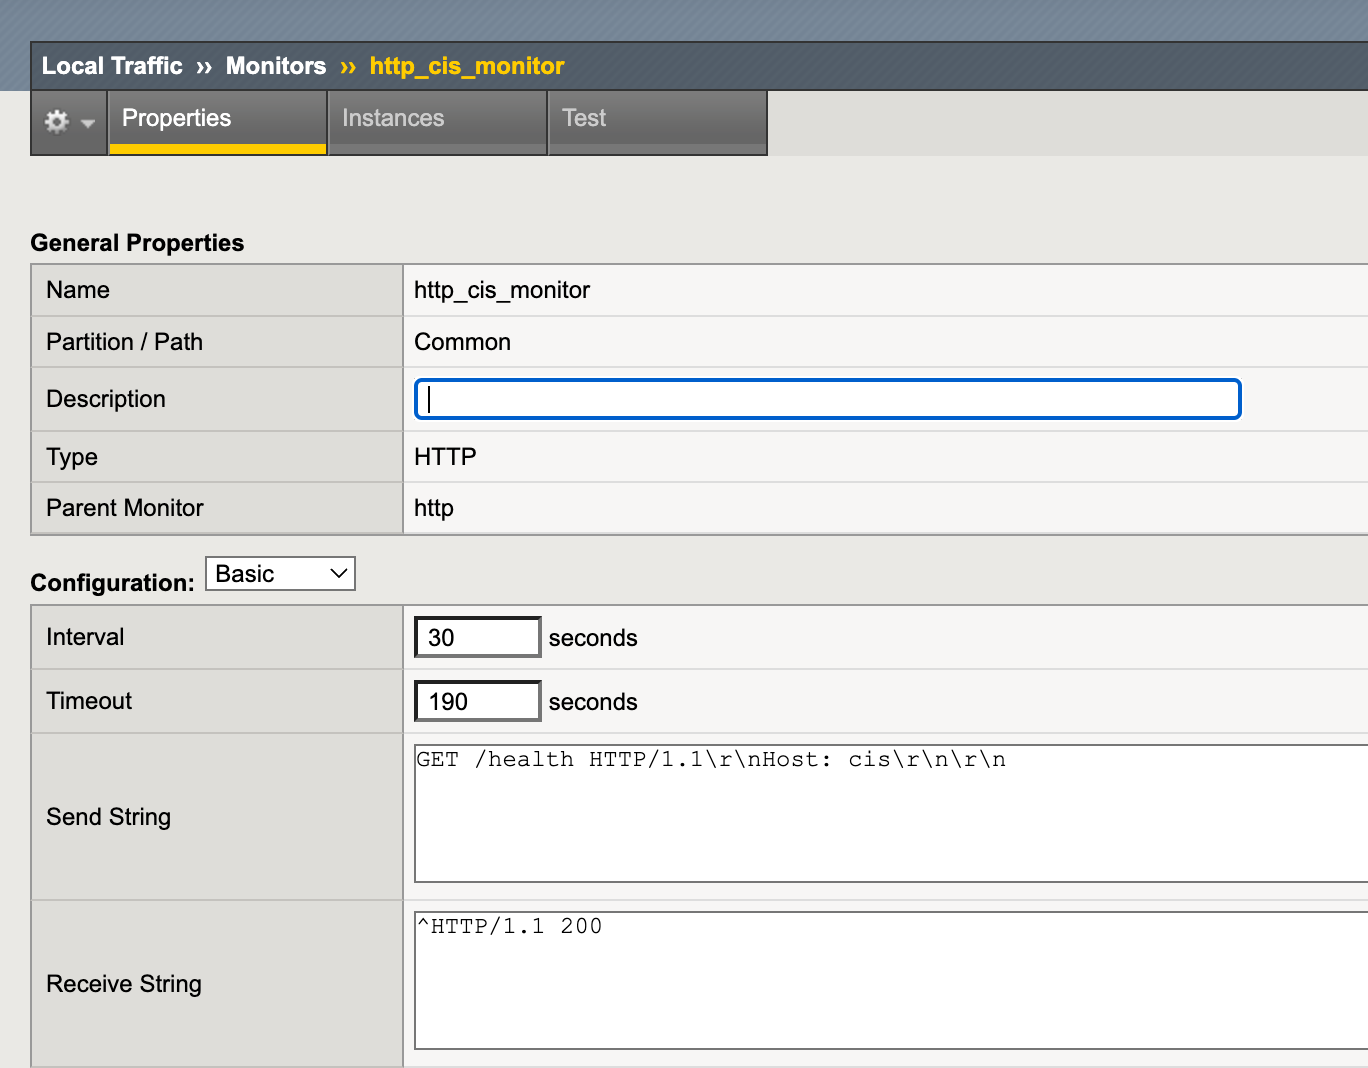 Local Traffic ›› Monitors ›› http_cis_monitor
Properties Instances Test
General Properties
Name http_cis_monitor
Partition / Path Common
Description
Type HTTP
Parent Monitor http
Configuration: Basic
Interval 30 seconds
Timeout 190 seconds
Send String GET /health HTTP/1.1\r\nHost: cis\r\n\r\n
Receive String ^HTTP/1.1 200